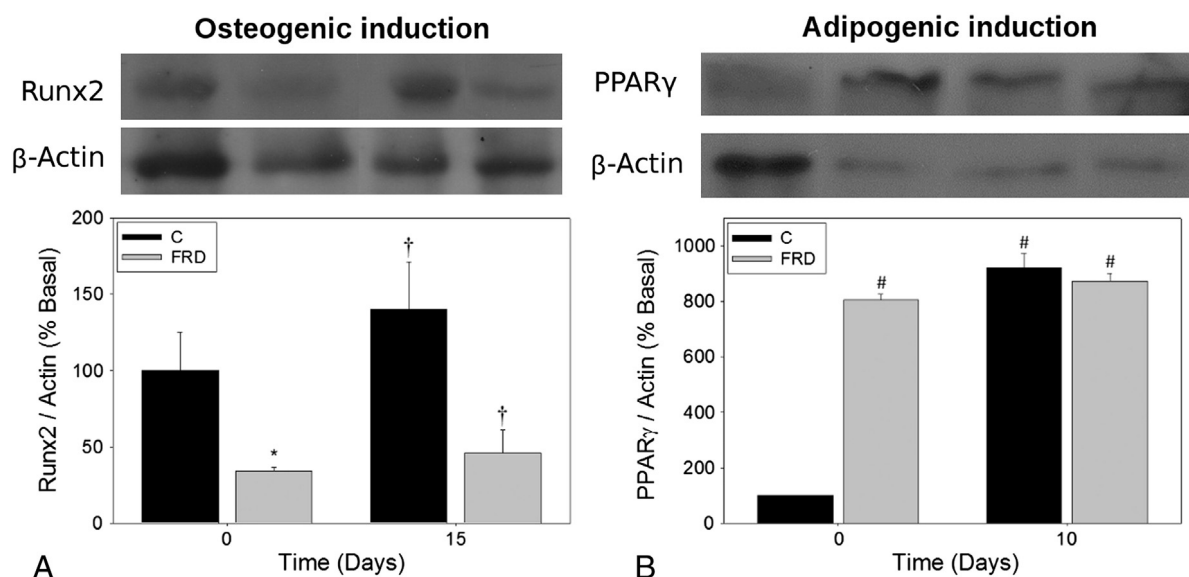 Osteogenic induction
Runx2
β-Actin
200
150
100
50
0
Runx2 / Actin (% Basal)
C
FRD
*
†
†
0
15
Time (Days)
A
Adipogenic induction
PPARγ
β-Actin
1000
800
600
400
200
0
PPARγ / Actin (% Basal)
C
FRD
#
#
#
0
10
Time (Days)
B